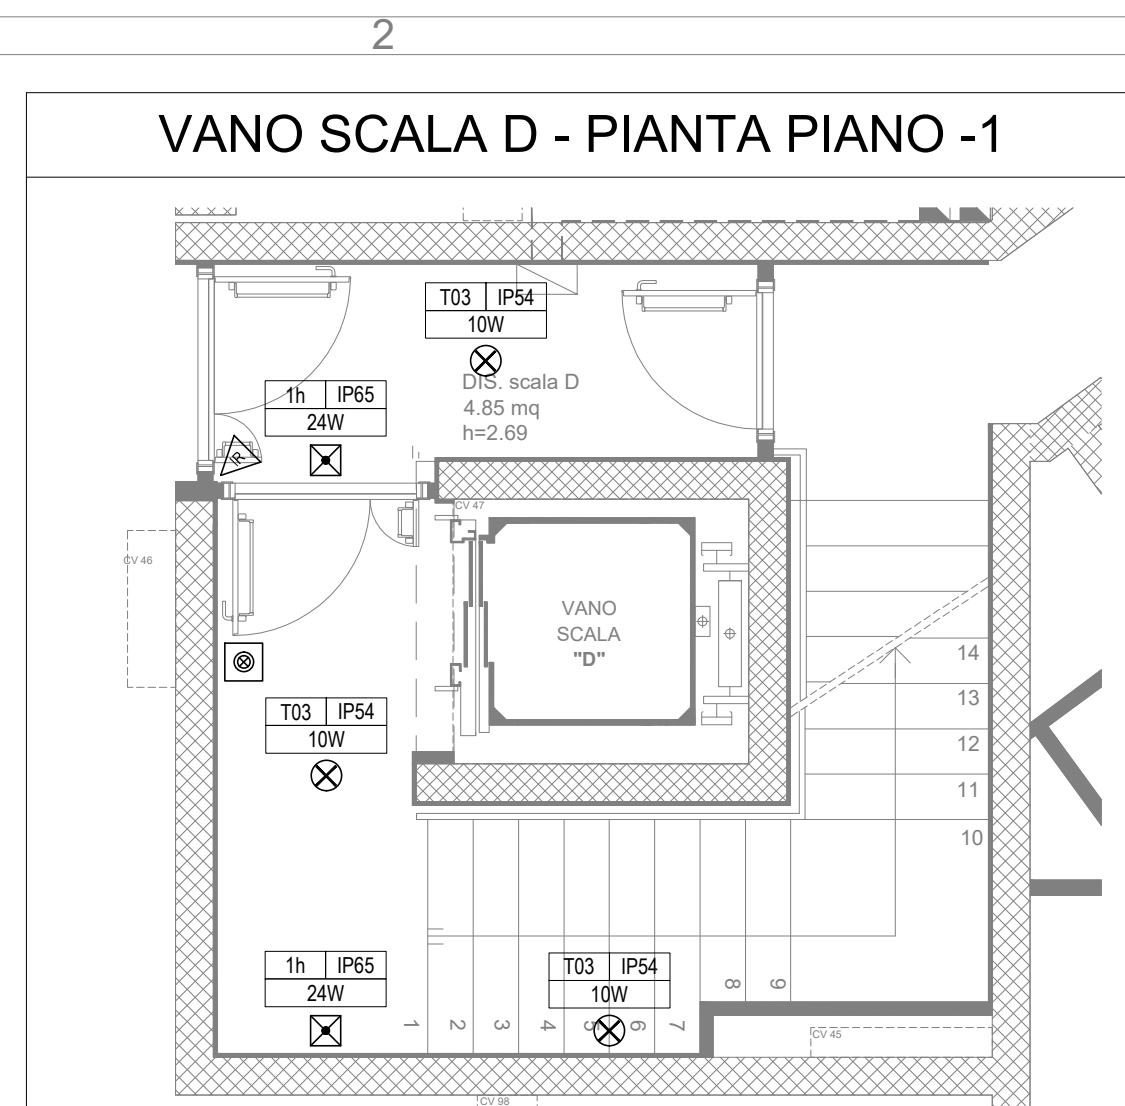 2
VANO SCALA D - PIANTA PIANO -1
T03 IP54
10W
DIS. scala D
4.85 mq
h=2.69
1h IP65
24W
IR
CV 47
CV 46
VANO
SCALA
"D"
14
13
12
11
10
T03 IP54
10W
1h IP65
24W
T03 IP54
10W
1 2 3 4 5 6 7 8 9
CV 45
CV 98